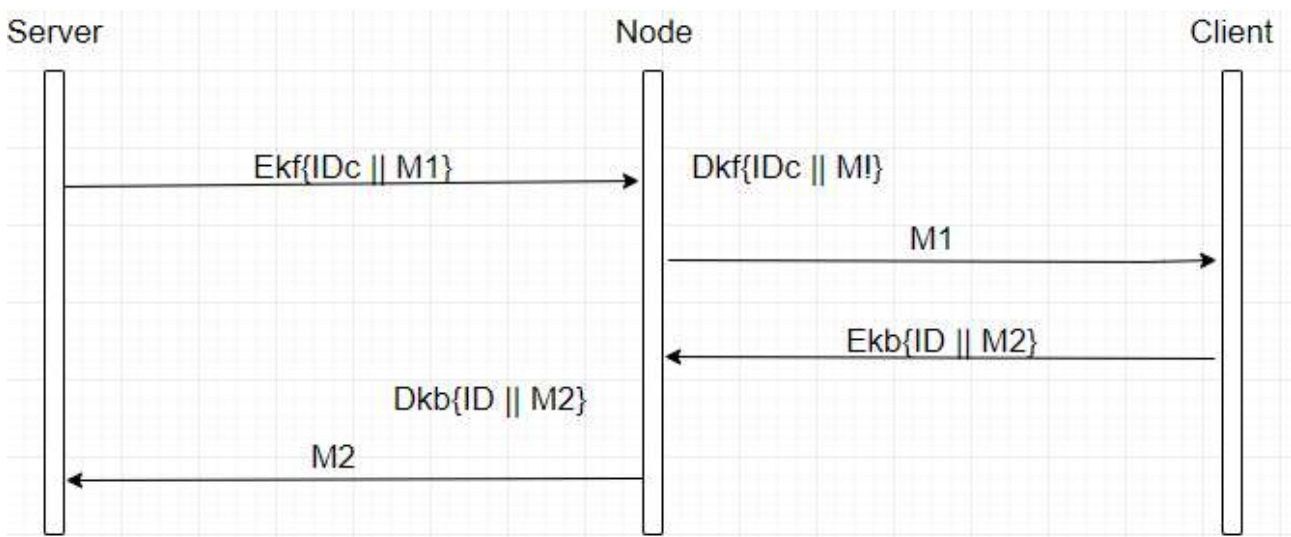 Server Node Client
Ekf{IDc || M1} Dkf{IDc || M!}
M1
Ekb{ID || M2}
Dkb{ID || M2}
M2